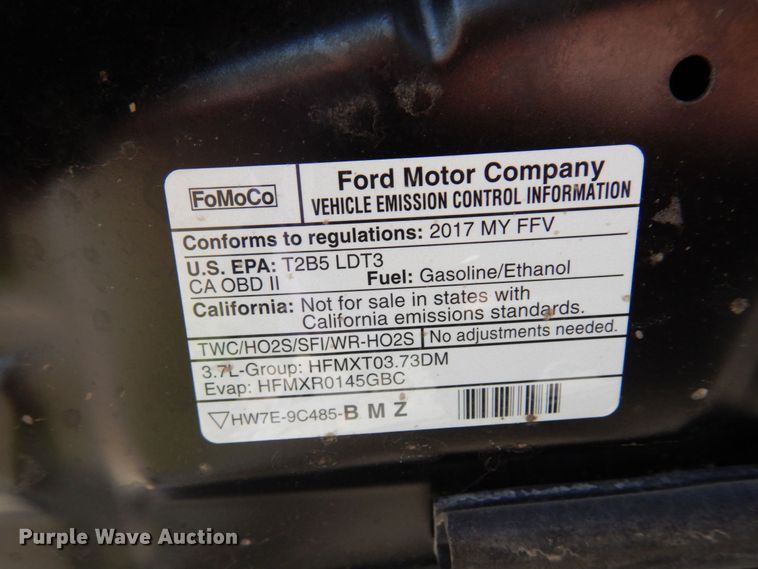 FoMoCo
Ford Motor Company
VEHICLE EMISSION CONTROL INFORMATION
Conforms to regulations: 2017 MY FFV
U.S. EPA: T2B5 LDT3
CA OBD II Fuel: Gasoline/Ethanol
California: Not for sale in states with
California emissions standards.
TWC/HO2S/SFI/WR-HO2S No adjustments needed.
3.7L-Group: HFMXT03.73DM
Evap: HFMXR0145GBC
HW7E-9C485-B M Z
Purple Wave Auction